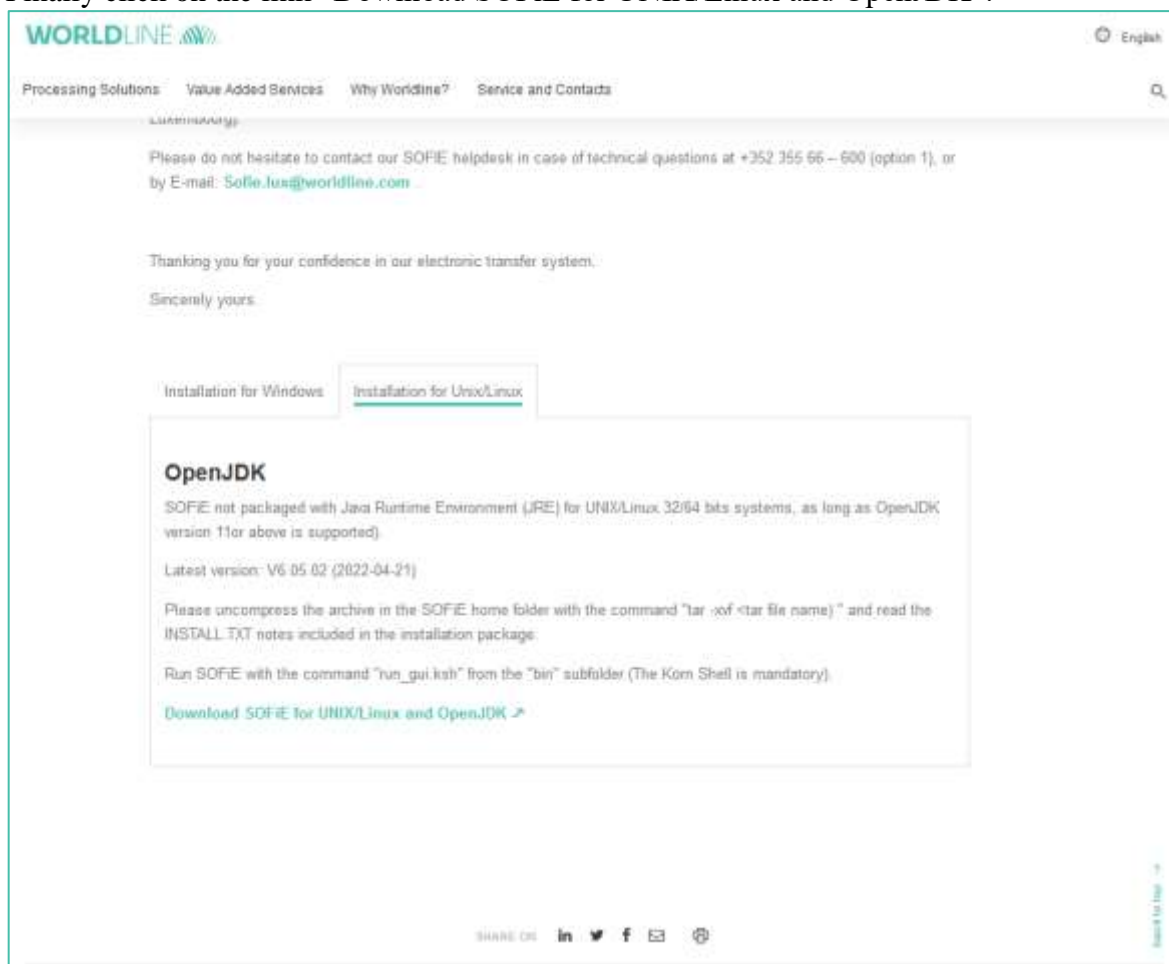 Finally click on the link "Download SOFiE for UNIX/Linux and OpenJDK".
WORLDLINE
English
Processing Solutions Value Added Services Why Worldline? Service and Contacts
Luxembourg).
Please do not hesitate to contact our SOFiE helpdesk in case of technical questions at +352 355 66 – 600 (option 1), or
by E-mail: Sofie.lux@worldline.com .
Thanking you for your confidence in our electronic transfer system.
Sincerely yours
Installation for Windows Installation for Unix/Linux
OpenJDK
SOFiE not packaged with Java Runtime Environment (JRE) for UNIX/Linux 32/64 bits systems, as long as OpenJDK
version 11or above is supported).
Latest version: V6.05.02 (2022-04-21)
Please uncompress the archive in the SOFiE home folder with the command "tar -xvf <tar file name) " and read the
INSTALL.TXT notes included in the installation package.
Run SOFiE with the command "run_gui.ksh" from the "bin" subfolder (The Korn Shell is mandatory).
Download SOFiE for UNIX/Linux and OpenJDK
SHARE ON